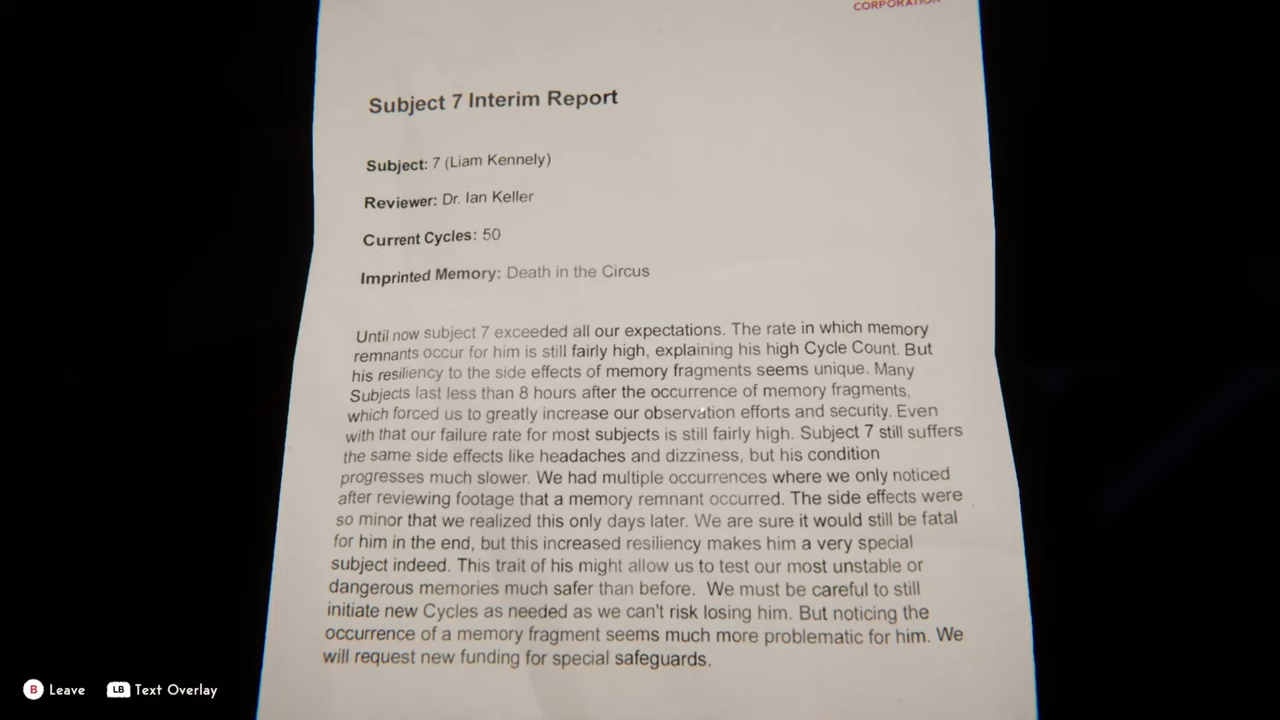 CORPORATION
Subject 7 Interim Report
Subject: 7 (Liam Kennely)
Reviewer: Dr. Ian Keller
Current Cycles: 50
Imprinted Memory: Death in the Circus
Until now subject 7 exceeded all our expectations. The rate in which memory
remnants occur for him is still fairly high, explaining his high Cycle Count. But
his resiliency to the side effects of memory fragments seems unique. Many
Subjects last less than 8 hours after the occurrence of memory fragments,
which forced us to greatly increase our observation efforts and security. Even
with that our failure rate for most subjects is still fairly high. Subject 7 still suffers
the same side effects like headaches and dizziness, but his condition
progresses much slower. We had multiple occurrences where we only noticed
after reviewing footage that a memory remnant occurred. The side effects were
so minor that we realized this only days later. We are sure it would still be fatal
for him in the end, but this increased resiliency makes him a very special
subject indeed. This trait of his might allow us to test our most unstable or
dangerous memories much safer than before. We must be careful to still
initiate new Cycles as needed as we can't risk losing him. But noticing the
occurrence of a memory fragment seems much more problematic for him. We
will request new funding for special safeguards.
B Leave LB Text Overlay